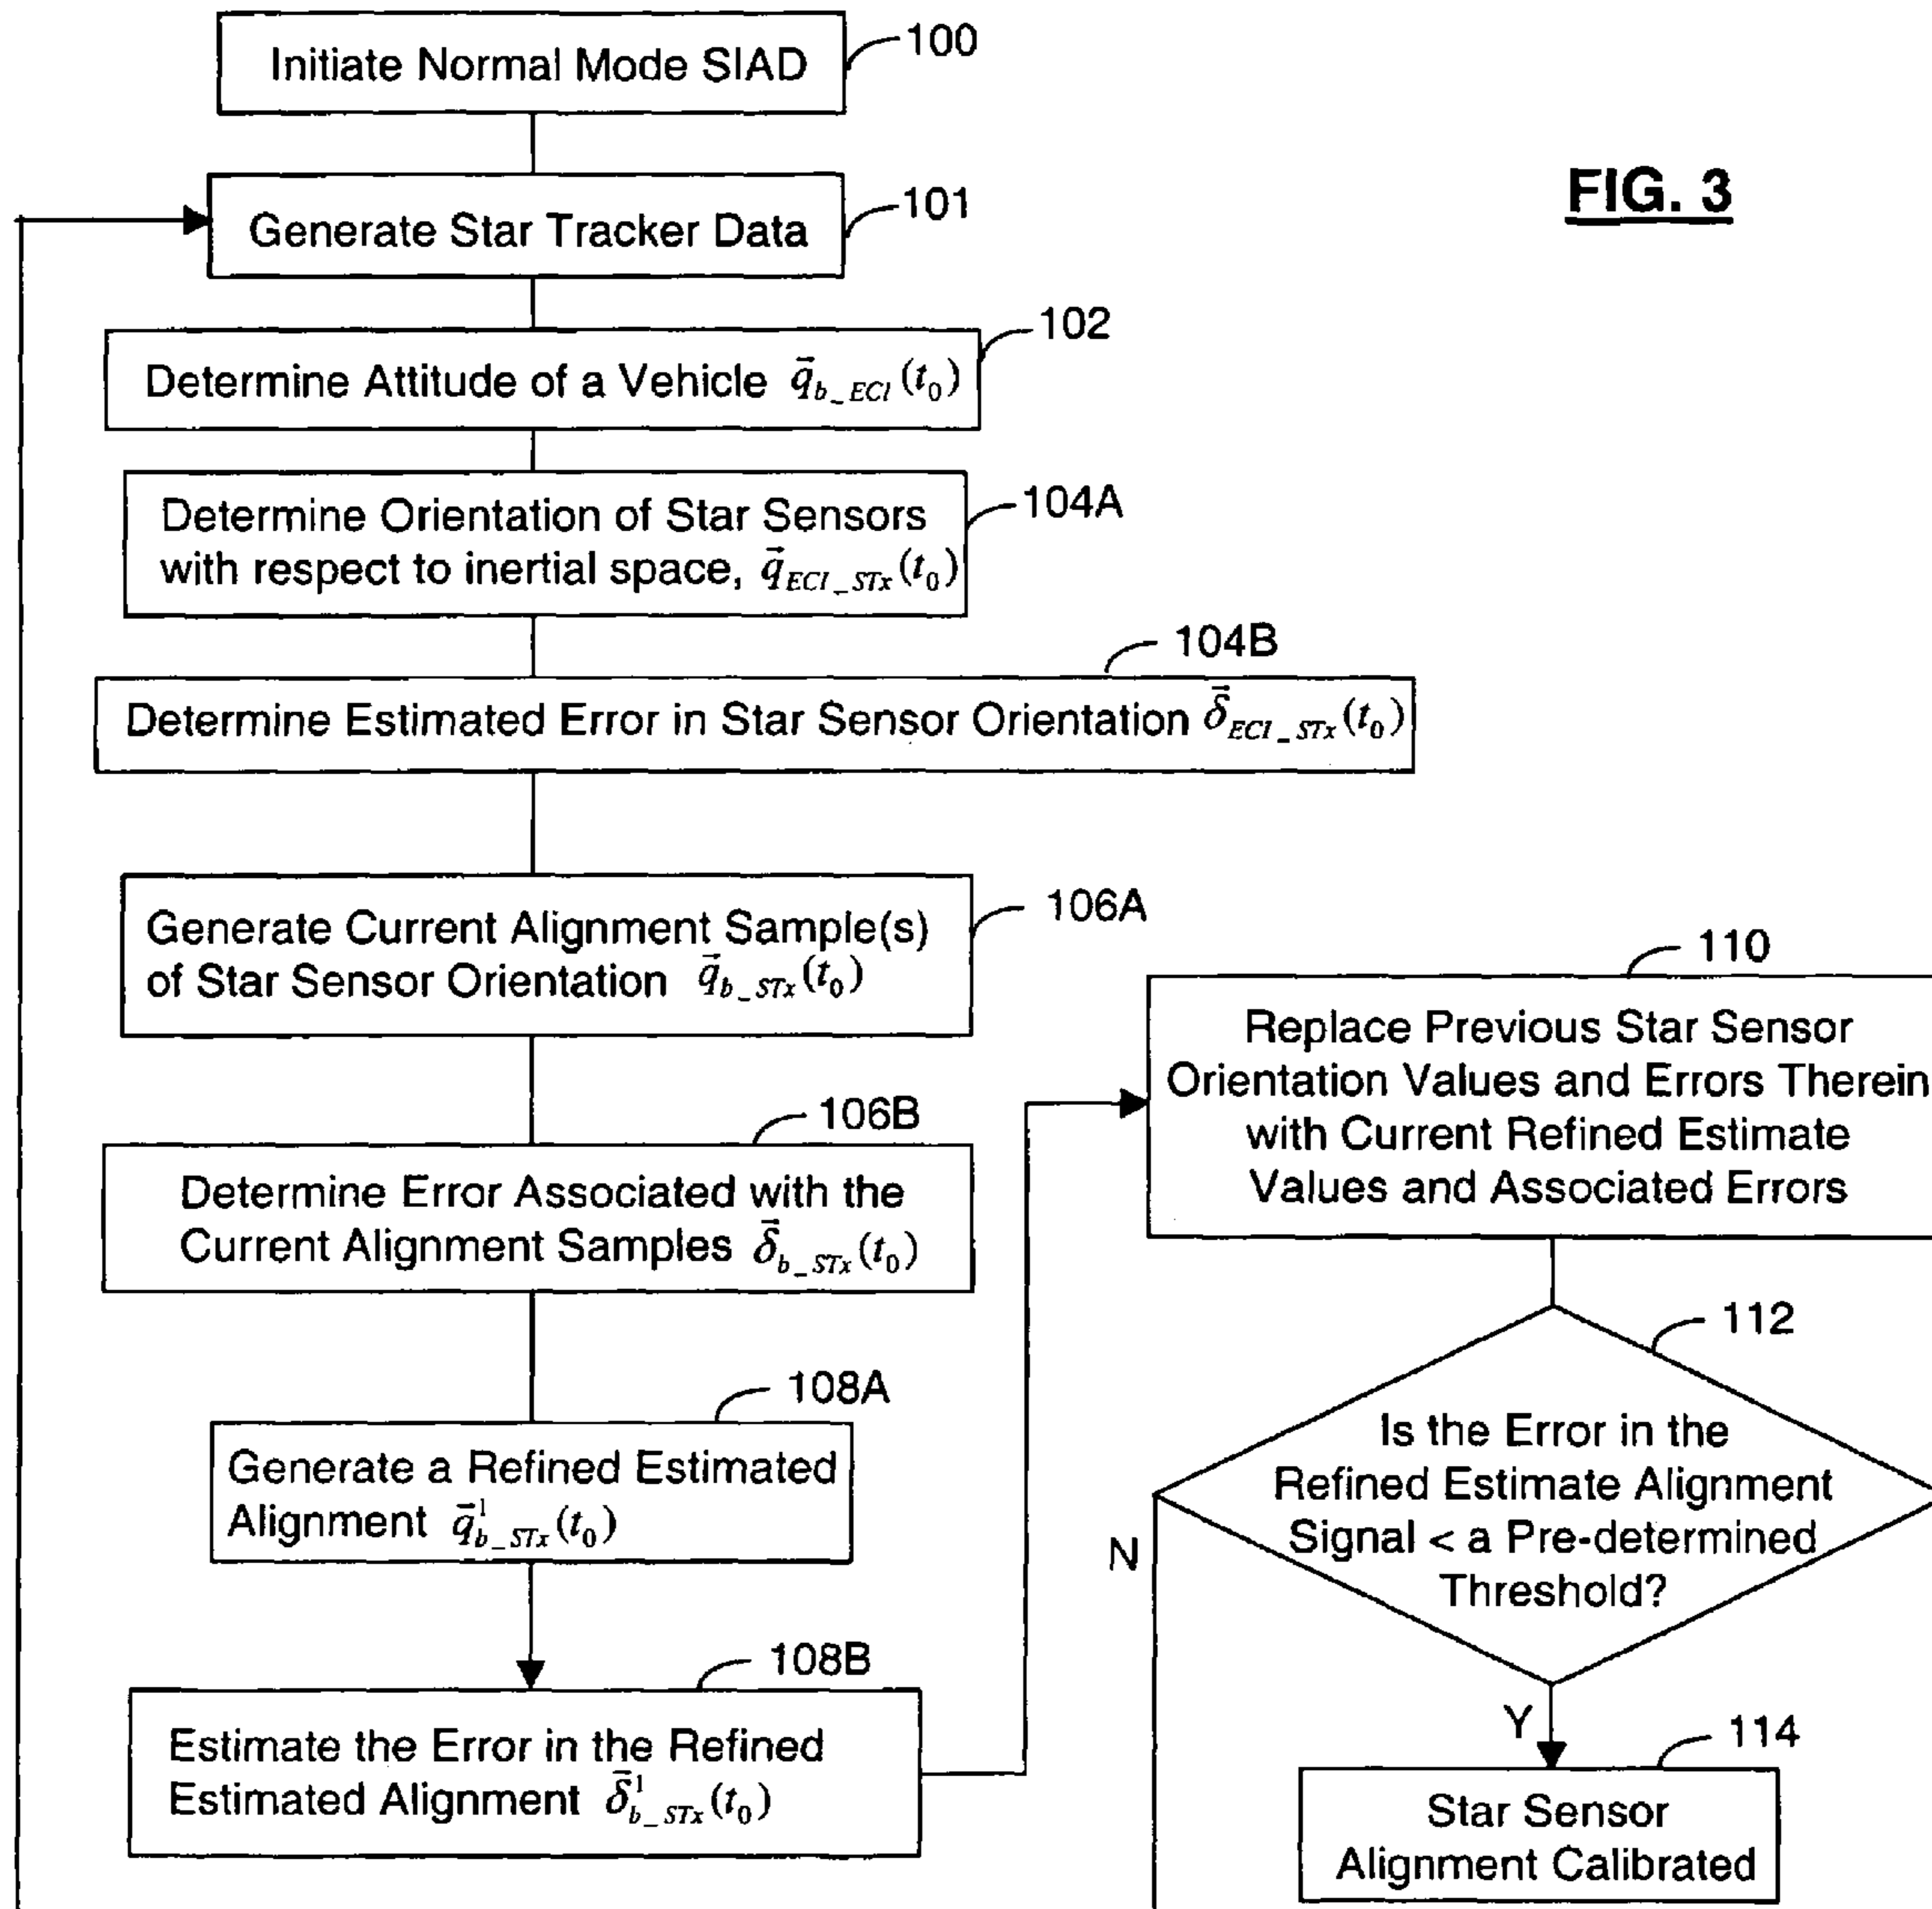 Initiate Normal Mode SIAD
100
FIG. 3
Generate Star Tracker Data
101
Determine Attitude of a Vehicle q⃗b_ECI(t0)
102
Determine Orientation of Star Sensors
with respect to inertial space, q⃗ECI_STx(t0)
104A
Determine Estimated Error in Star Sensor Orientation δ⃗ECI_STx(t0)
104B
Generate Current Alignment Sample(s)
of Star Sensor Orientation q⃗b_STx(t0)
106A
Determine Error Associated with the
Current Alignment Samples δ⃗b_STx(t0)
106B
Generate a Refined Estimated
Alignment q⃗¹b_STx(t0)
108A
Estimate the Error in the Refined
Estimated Alignment δ⃗¹b_STx(t0)
108B
Replace Previous Star Sensor
Orientation Values and Errors Therein
with Current Refined Estimate
Values and Associated Errors
110
Is the Error in the
Refined Estimate Alignment
Signal < a Pre-determined
Threshold?
112
N
Y
Star Sensor
Alignment Calibrated
114